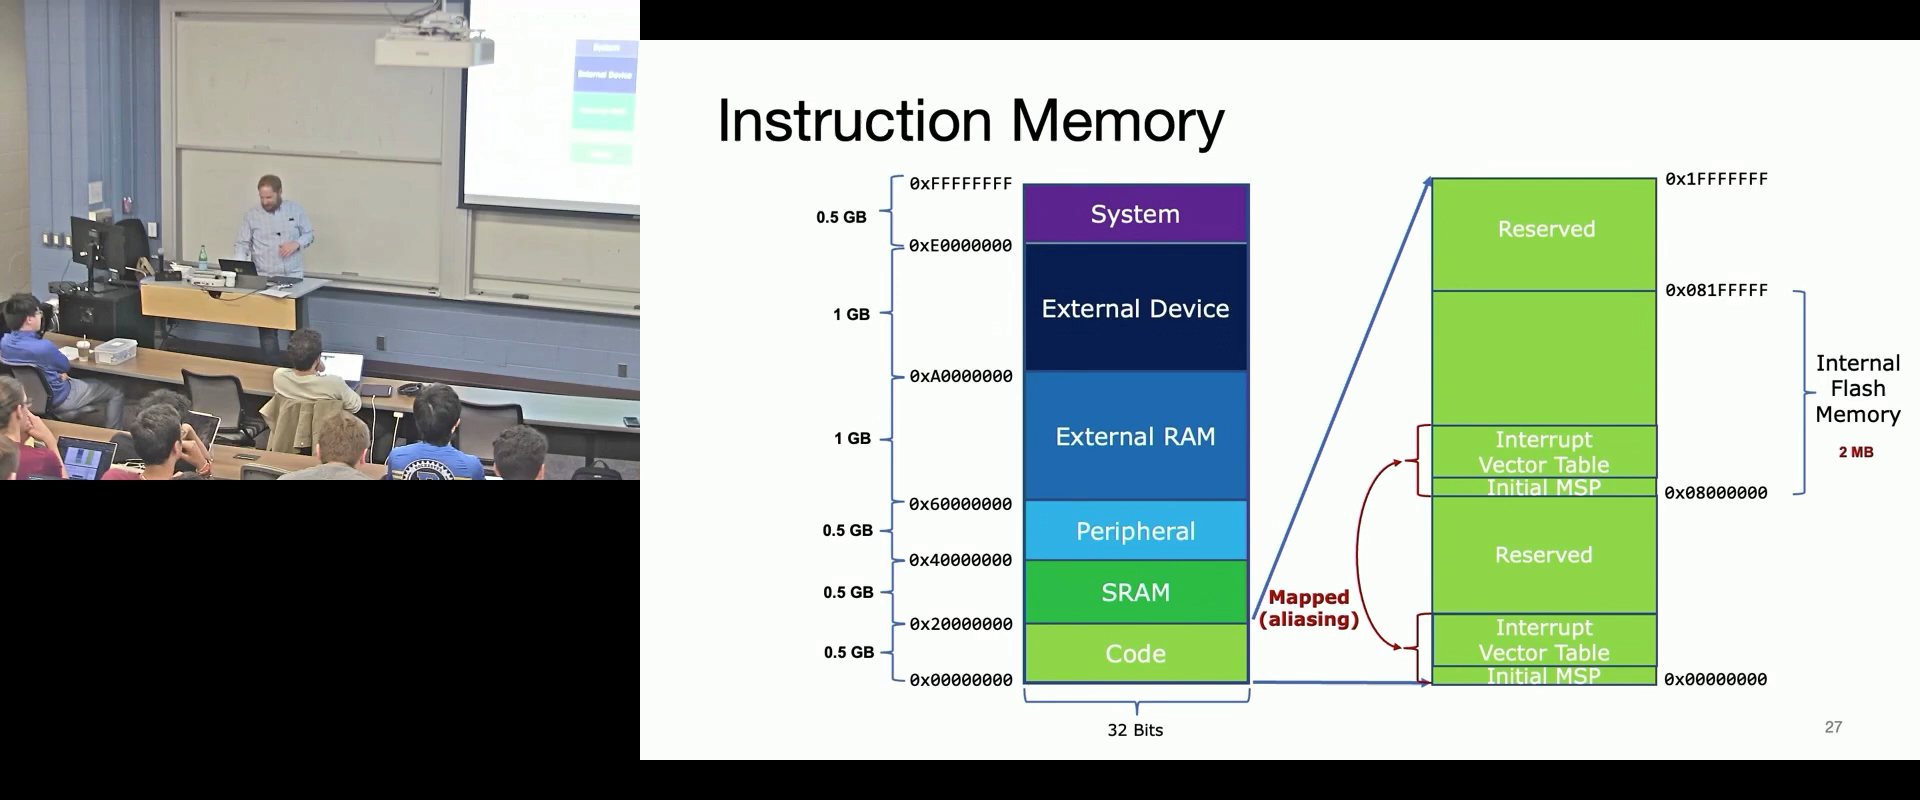 System
External Device
Instruction Memory
0xFFFFFFFF
0.5 GB
System
0xE0000000
1 GB
External Device
0xA0000000
1 GB
External RAM
0x60000000
0.5 GB
Peripheral
0x40000000
0.5 GB
SRAM
0x20000000
0.5 GB
Code
0x00000000
32 Bits
Mapped
(aliasing)
0x1FFFFFFF
Reserved
0x081FFFFF
Internal
Flash
Memory
2 MB
Interrupt
Vector Table
Initial MSP
0x08000000
Reserved
Interrupt
Vector Table
Initial MSP
0x00000000
27